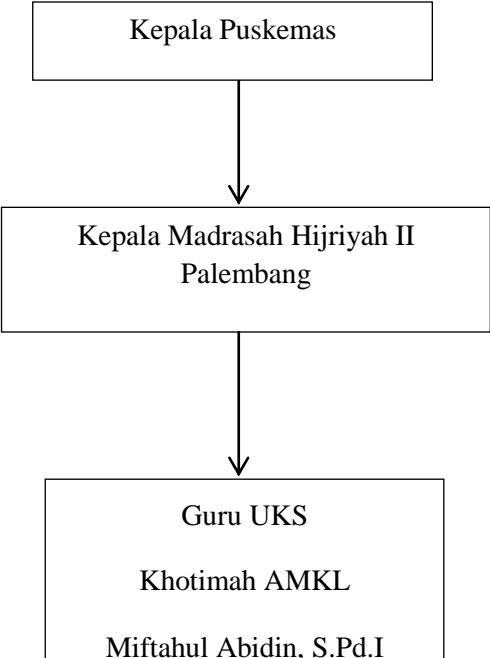 Kepala Puskemas
Kepala Madrasah Hijriyah II
Palembang
Guru UKS
Khotimah AMKL
Miftahul Abidin, S.Pd.I